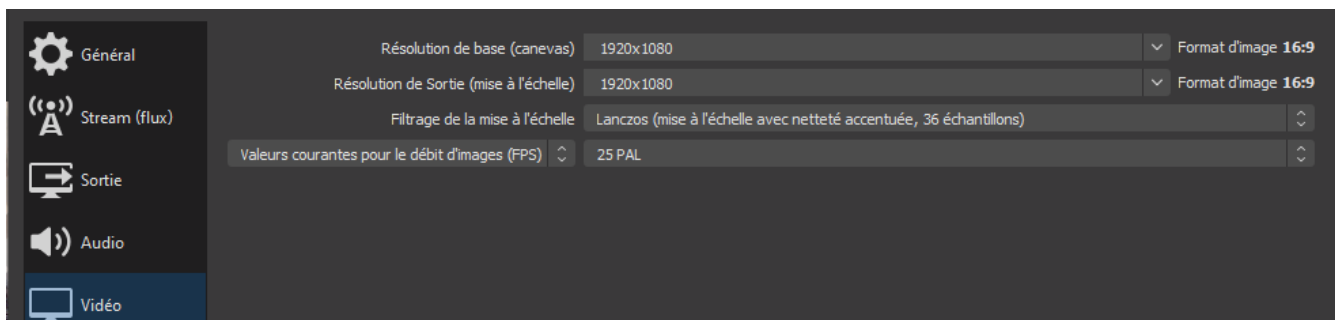 Général
Stream (flux)
Sortie
Audio
Vidéo
Résolution de base (canevas) 1920x1080 Format d'image 16:9
Résolution de Sortie (mise à l'échelle) 1920x1080 Format d'image 16:9
Filtrage de la mise à l'échelle Lanczos (mise à l'échelle avec netteté accentuée, 36 échantillons)
Valeurs courantes pour le débit d'images (FPS) 25 PAL